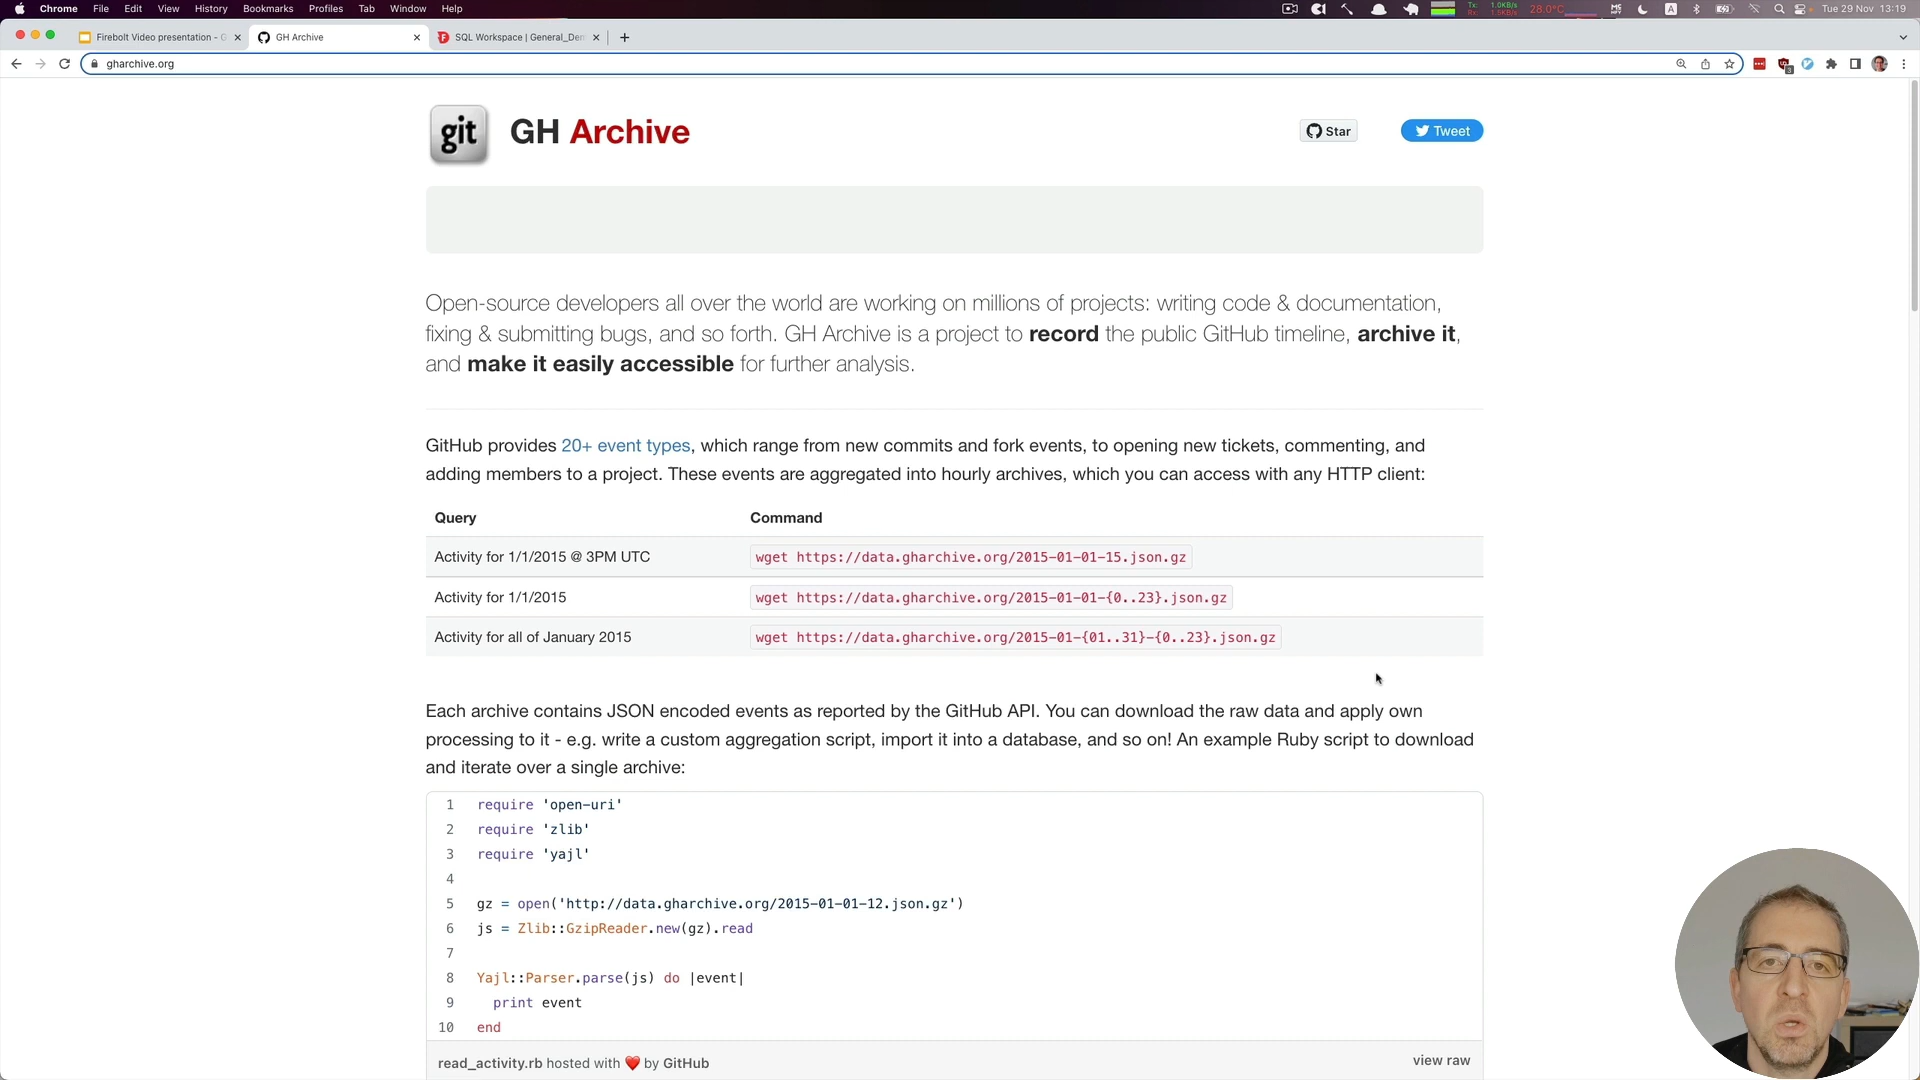 Chrome File Edit View History Bookmarks Profiles Tab Window Help
28.0°C
A
Tue 29 Nov 13:19
Firebolt Video presentation - G
GH Archive
SQL Workspace | General_De
gharchive.org
3
git
GH Archive
Star
Tweet
Open-source developers all over the world are working on millions of projects: writing code & documentation,
fixing & submitting bugs, and so forth. GH Archive is a project to record the public GitHub timeline, archive it,
and make it easily accessible for further analysis.
GitHub provides 20+ event types, which range from new commits and fork events, to opening new tickets, commenting, and
adding members to a project. These events are aggregated into hourly archives, which you can access with any HTTP client:
Query Command
Activity for 1/1/2015 @ 3PM UTC wget https://data.gharchive.org/2015-01-01-15.json.gz
Activity for 1/1/2015 wget https://data.gharchive.org/2015-01-01-{0..23}.json.gz
Activity for all of January 2015 wget https://data.gharchive.org/2015-01-{01..31}-{0..23}.json.gz
Each archive contains JSON encoded events as reported by the GitHub API. You can download the raw data and apply own
processing to it - e.g. write a custom aggregation script, import it into a database, and so on! An example Ruby script to download
and iterate over a single archive:
1 require 'open-uri'
2 require 'zlib'
3 require 'yajl'
4
5 gz = open('http://data.gharchive.org/2015-01-01-12.json.gz')
6 js = Zlib::GzipReader.new(gz).read
7
8 Yajl::Parser.parse(js) do |event|
9 print event
10 end
read_activity.rb hosted with ❤ by GitHub
view raw